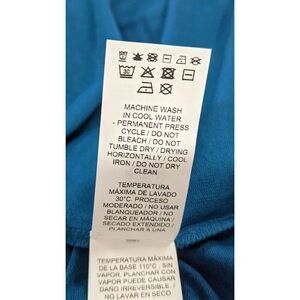 MACHINE WASH
IN COOL WATER
- PERMANENT PRESS
CYCLE / DO NOT
BLEACH / DO NOT
TUMBLE DRY / DRYING
HORIZONTALLY / COOL
IRON / DO NOT DRY
CLEAN
TEMPERATURA
MÁXIMA DE LAVADO
30°C. PROCESO
MODERADO / NO USAR
BLANQUEADOR / NO
SECAR EN MÁQUINA /
SECADO EXTENDIDO /
PLANCHAR A UNA
TEMPERATURA MÁXIMA
DE LA BASE 110°C , SIN
VAPOR. PLANCHAR CON
VAPOR PUEDE CAUSAR
DAÑO IRREVERSIBLE. /
NO LAVAR EN SECO